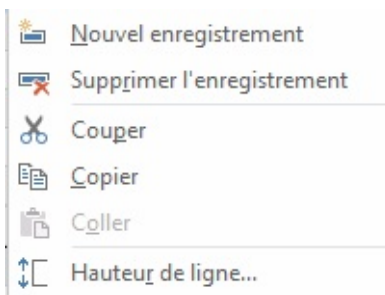 Nouvel enregistrement
Supprimer l'enregistrement
Couper
Copier
Coller
Hauteur de ligne...